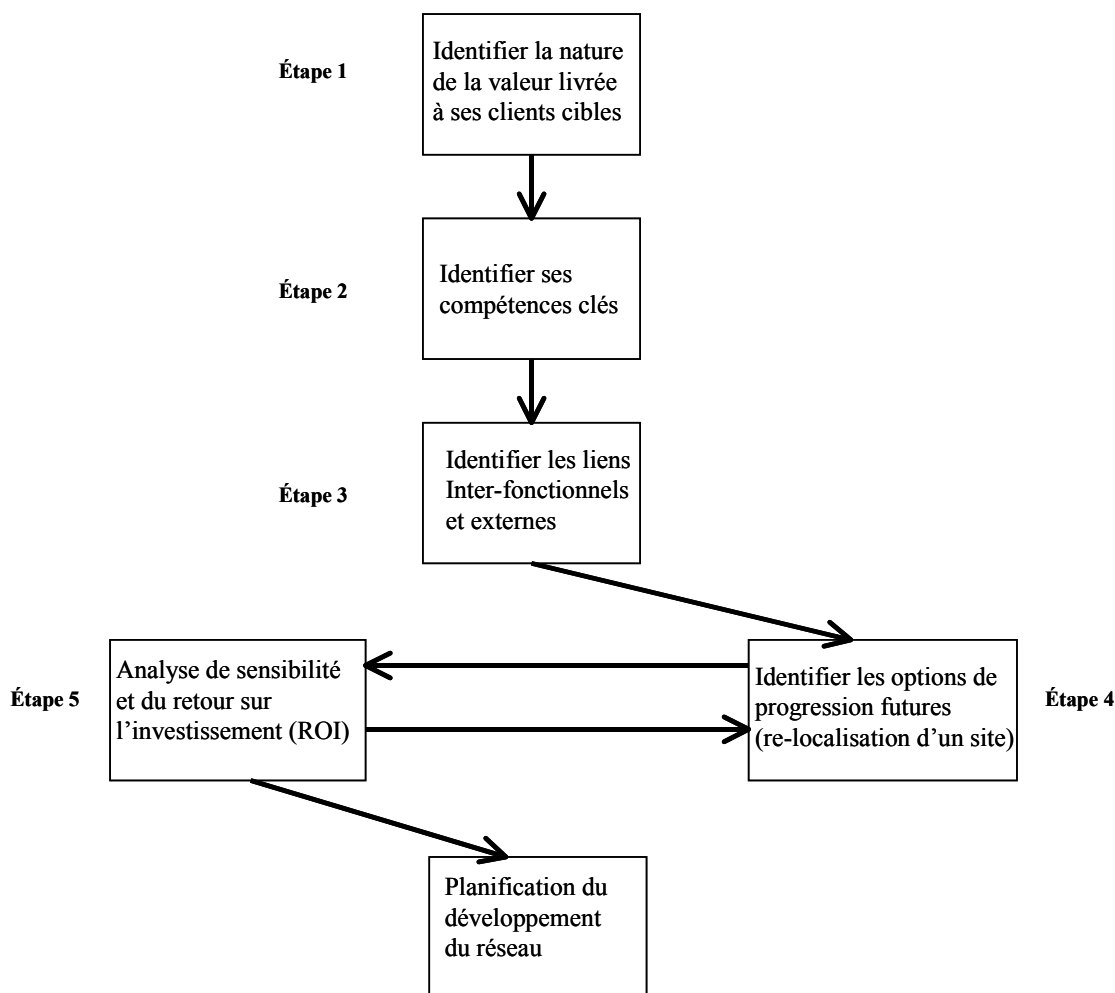 Étape 1
Identifier la nature
de la valeur livrée
à ses clients cibles
Étape 2
Identifier ses
compétences clés
Étape 3
Identifier les liens
Inter-fonctionnels
et externes
Étape 4
Identifier les options de
progression futures
(re-localisation d'un site)
Étape 5
Analyse de sensibilité
et du retour sur
l'investissement (ROI)
Planification du
développement
du réseau